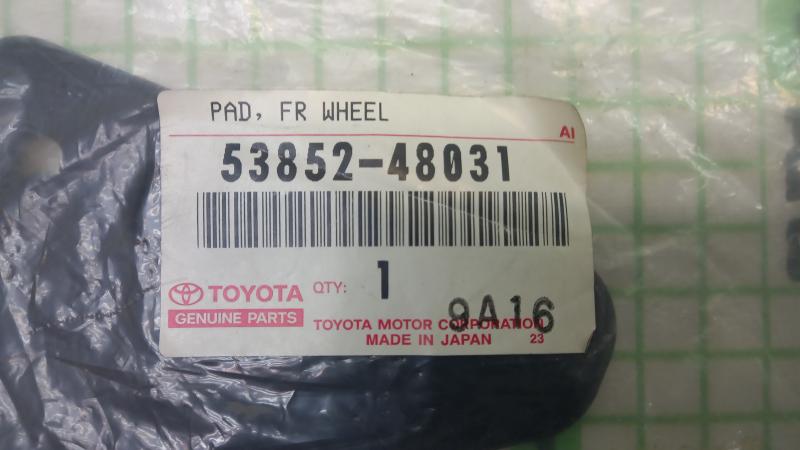 PAD, FR WHEEL
AI
53852-48031
TOYOTA QTY: 1
GENUINE PARTS
9A16
TOYOTA MOTOR CORPORATION
MADE IN JAPAN 23